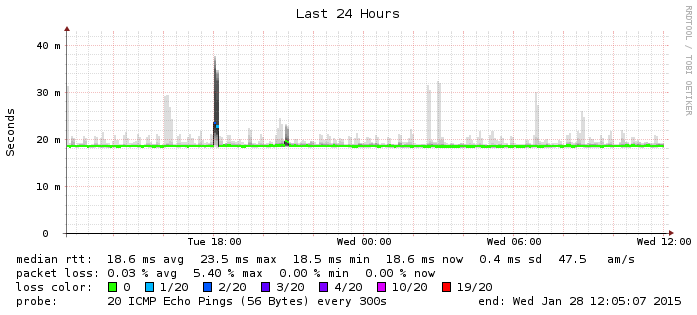 Last 24 Hours
RRDTOOL / TOBI OETIKER
Seconds
40 m
30 m
20 m
10 m
0
Tue 18:00 Wed 00:00 Wed 06:00 Wed 12:00
median rtt: 18.6 ms avg 23.5 ms max 18.5 ms min 18.6 ms now 0.4 ms sd 47.5 am/s
packet loss: 0.03 % avg 5.40 % max 0.00 % min 0.00 % now
loss color: 0 1/20 2/20 3/20 4/20 10/20 19/20
probe: 20 ICMP Echo Pings (56 Bytes) every 300s end: Wed Jan 28 12:05:07 2015